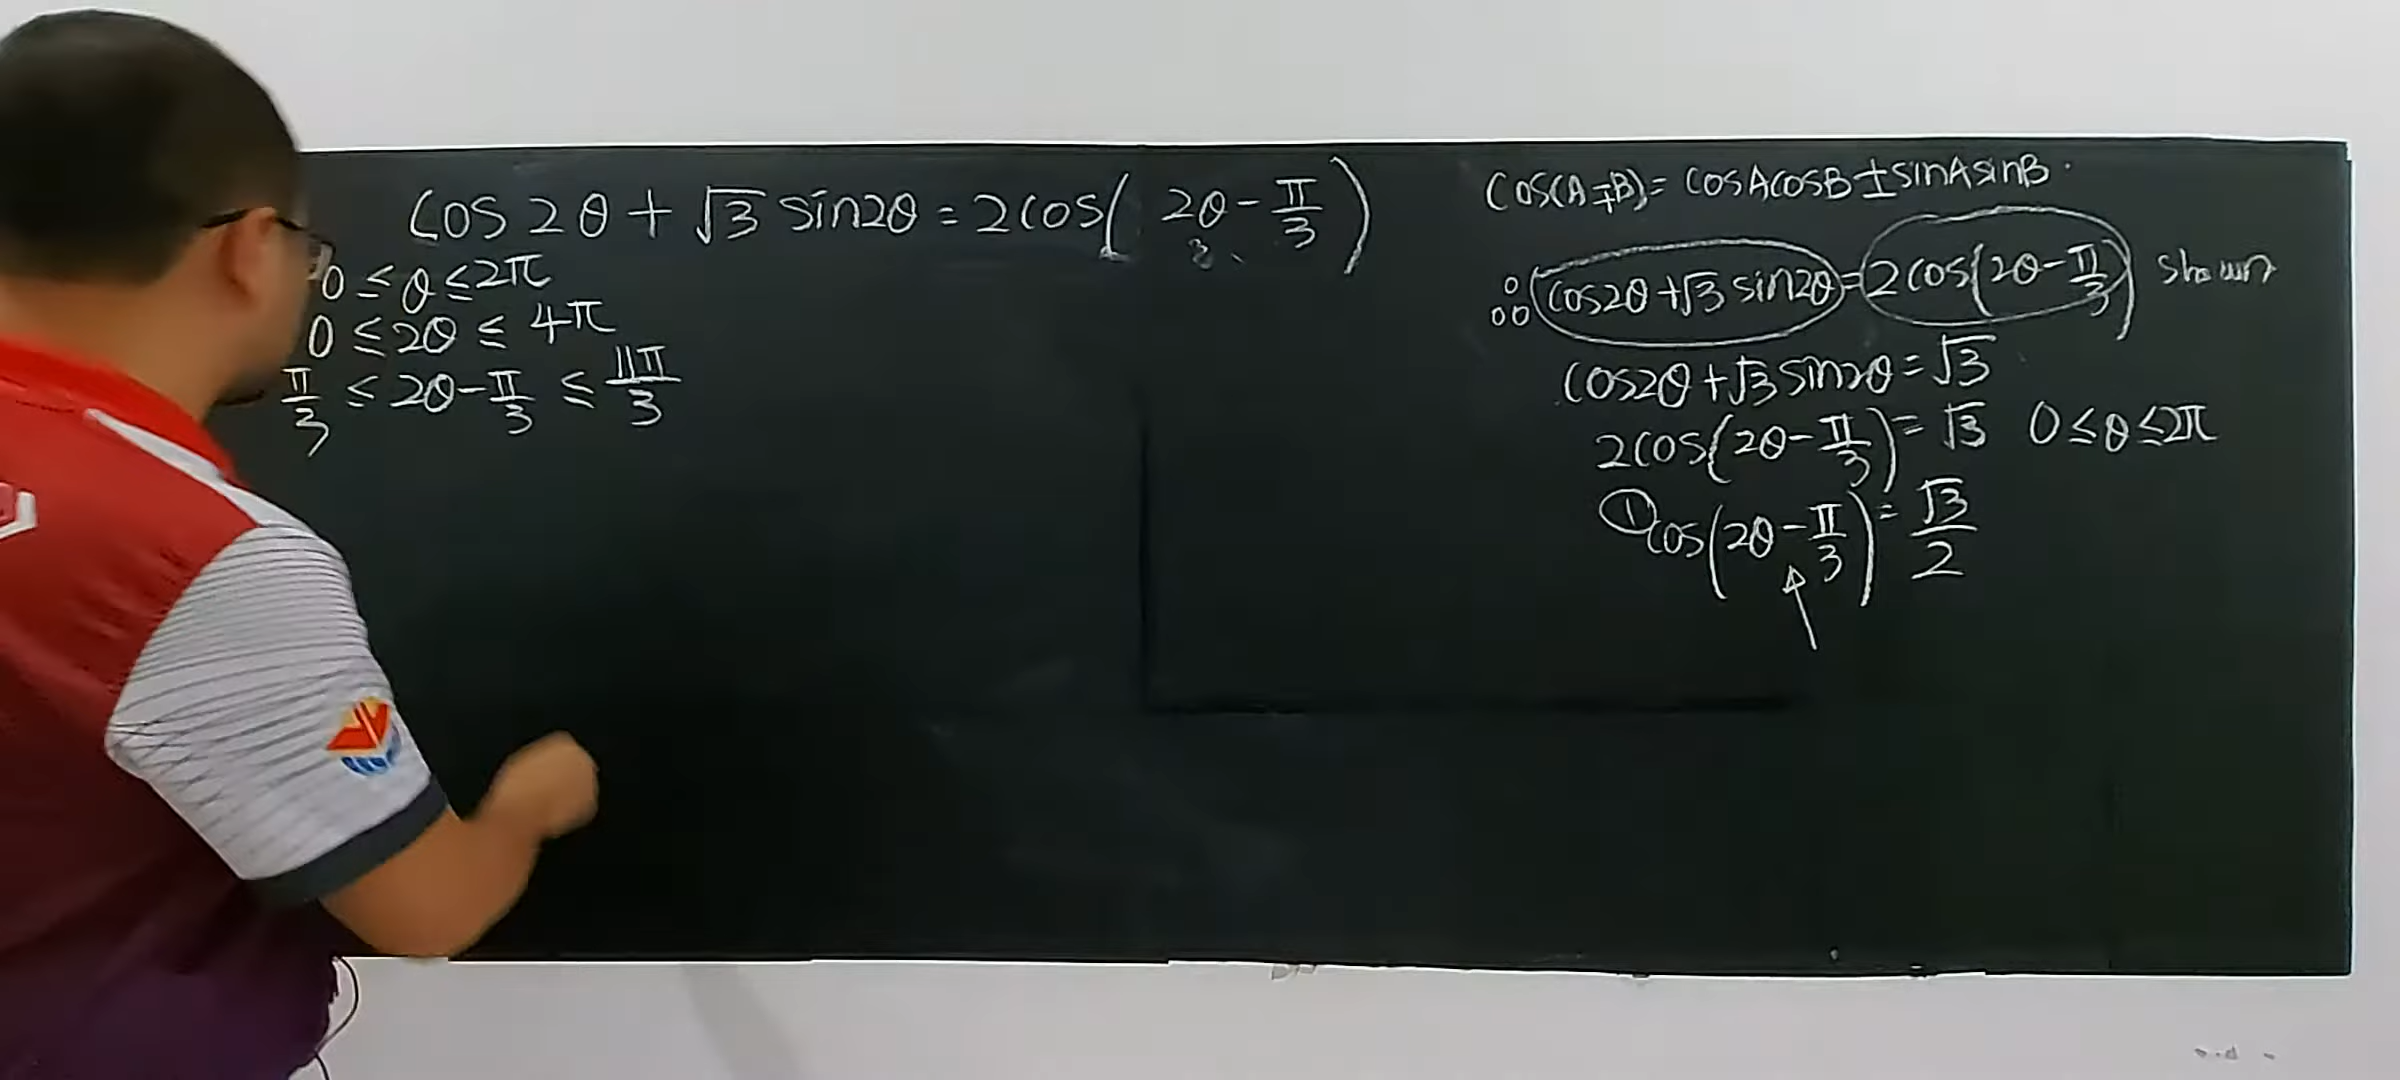 cos 2θ + √3 sin2θ = 2cos( 2θ - π/3 )
0 ≤ θ ≤ 2π
0 ≤ 2θ ≤ 4π
π/3 ≤ 2θ - π/3 ≤ 11π/3
cos(A∓B) = cosAcosB ± sinAsinB.
∴ cos2θ + √3 sin2θ = 2cos(2θ - π/3) shown
cos2θ + √3 sin2θ = √3
2cos(2θ - π/3) = √3 0 ≤ θ ≤ 2π
① cos(2θ - π/3) = √3/2